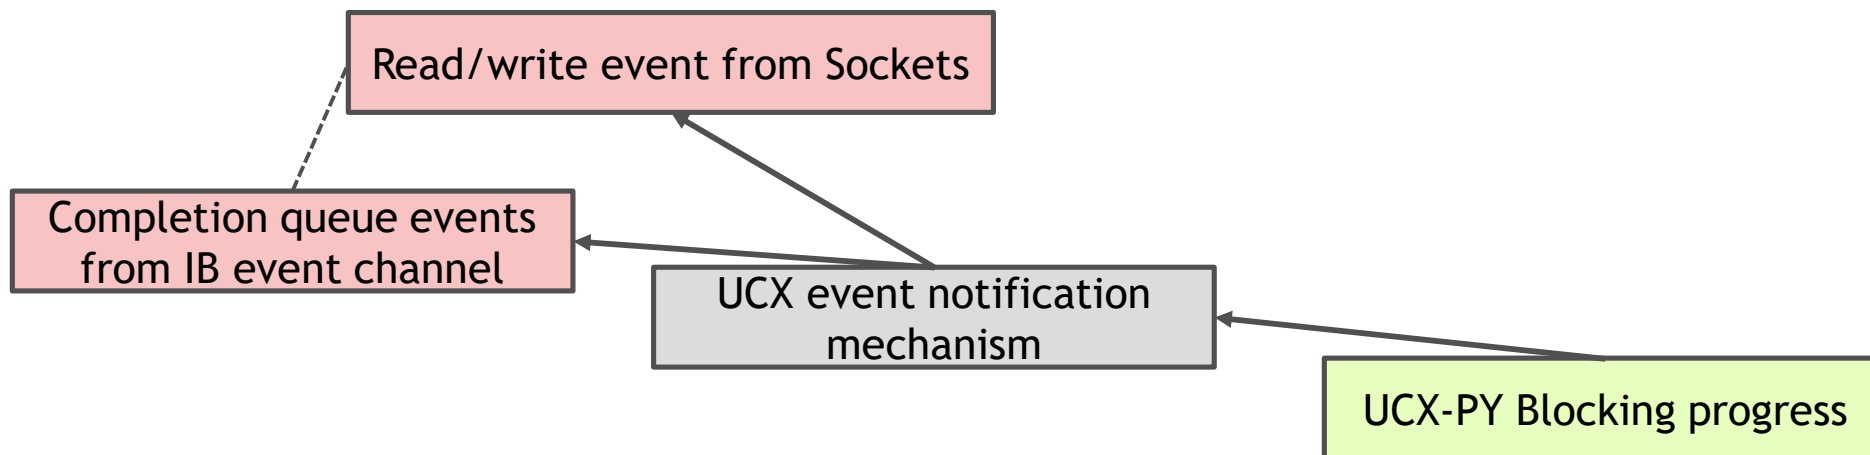 Read/write event from Sockets
Completion queue events
from IB event channel
UCX event notification
mechanism
UCX-PY Blocking progress